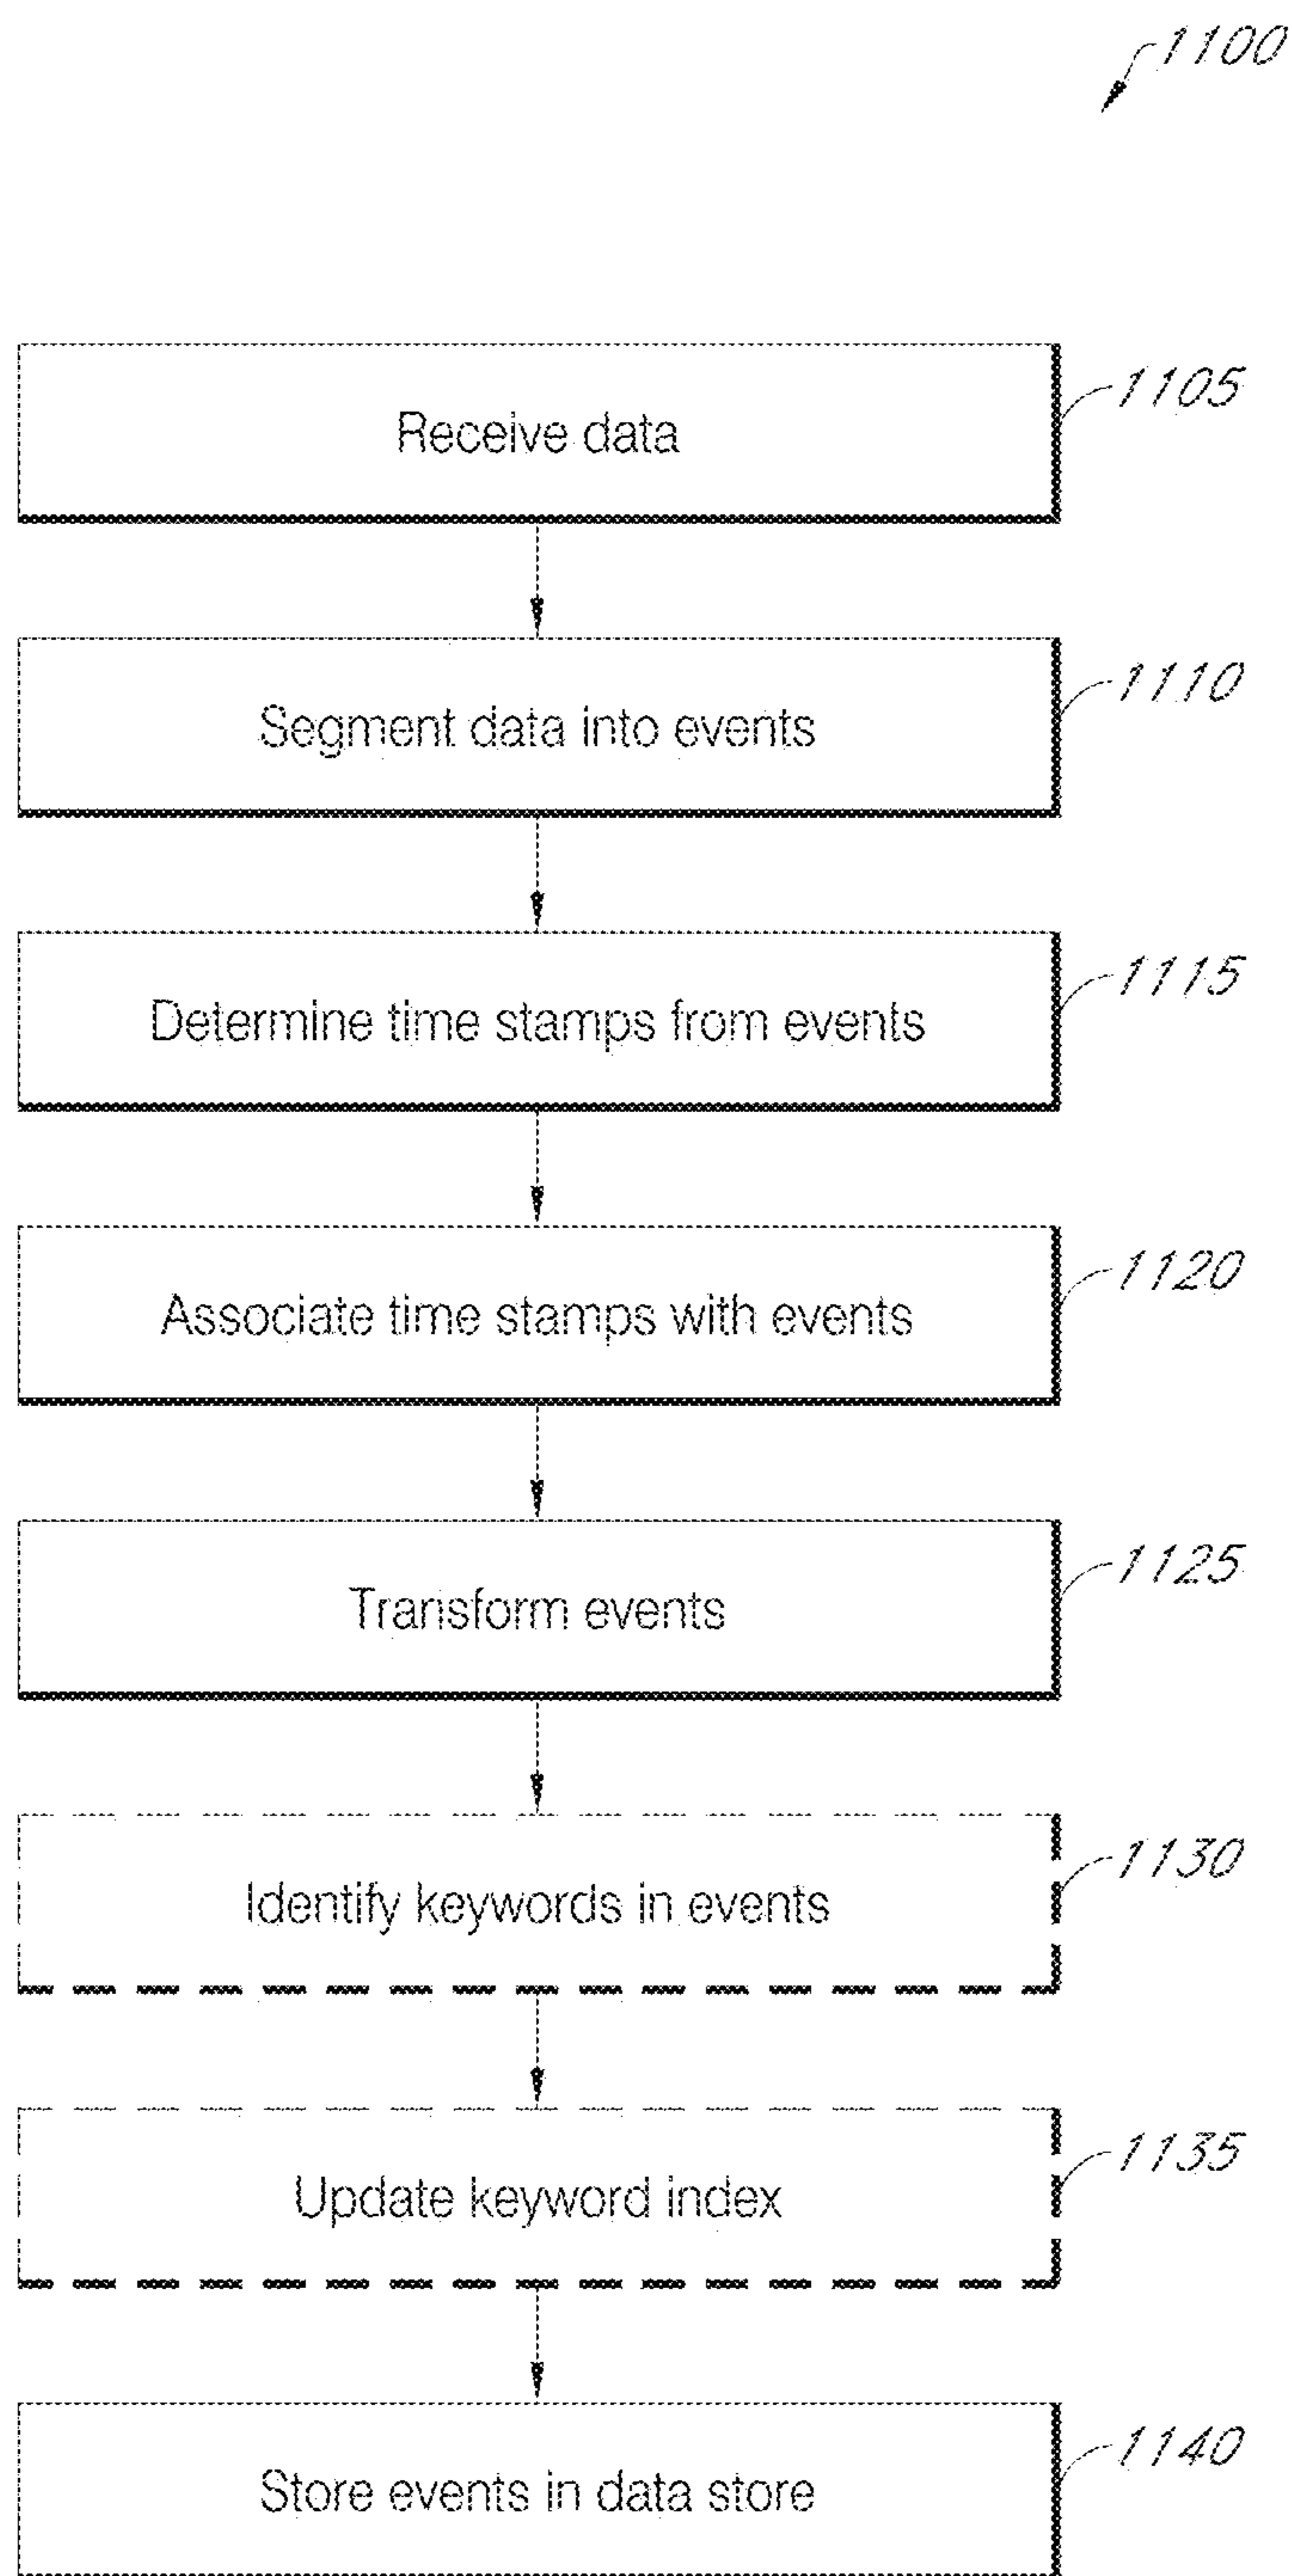 1100
Receive data
1105
Segment data into events
1110
Determine time stamps from events
1115
Associate time stamps with events
1120
Transform events
1125
Identify keywords in events
1130
Update keyword index
1135
Store events in data store
1140